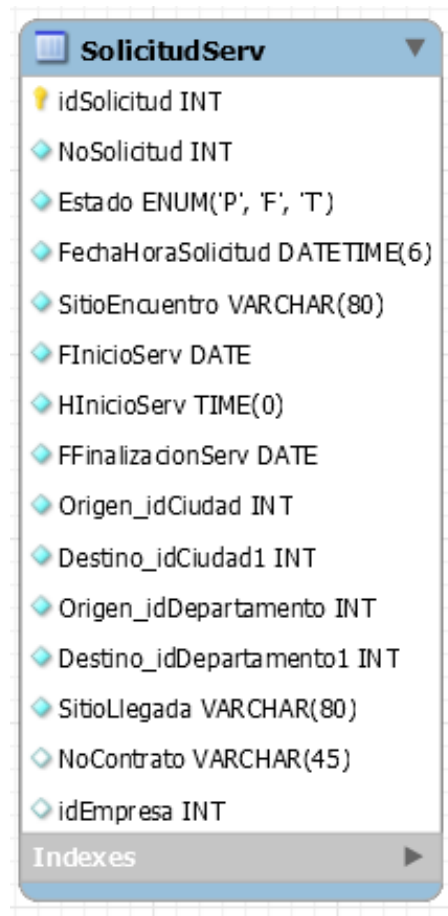 SolicitudServ
idSolicitud INT
NoSolicitud INT
Estado ENUM('P', 'F', 'T')
FechaHoraSolicitud DATETIME(6)
SitioEncuentro VARCHAR(80)
FInicioServ DATE
HInicioServ TIME(0)
FFinalizacionServ DATE
Origen_idCiudad INT
Destino_idCiudad1 INT
Origen_idDepartamento INT
Destino_idDepartamento1 INT
SitioLlegada VARCHAR(80)
NoContrato VARCHAR(45)
idEmpresa INT
Indexes